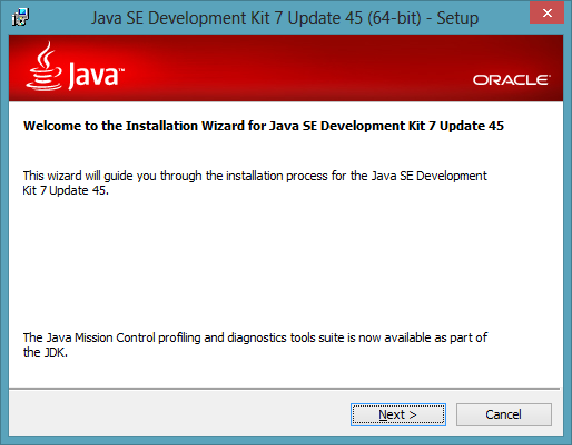 Java SE Development Kit 7 Update 45 (64-bit) - Setup
Java™
ORACLE®
Welcome to the Installation Wizard for Java SE Development Kit 7 Update 45
This wizard will guide you through the installation process for the Java SE Development
Kit 7 Update 45.
The Java Mission Control profiling and diagnostics tools suite is now available as part of
the JDK.
Next >
Cancel